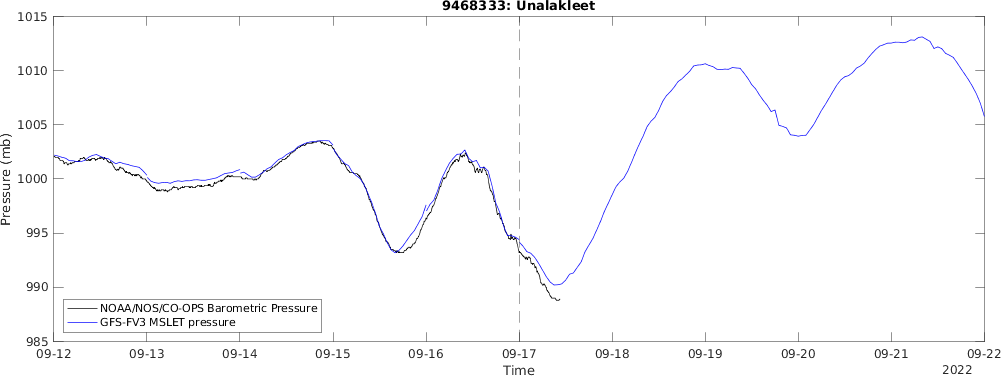 9468333: Unalakleet
1015
1010
1005
1000
995
990
985
Pressure (mb)
NOAA/NOS/CO-OPS Barometric Pressure
GFS-FV3 MSLET pressure
09-12 09-13 09-14 09-15 09-16 09-17 09-18 09-19 09-20 09-21 09-22
Time
2022